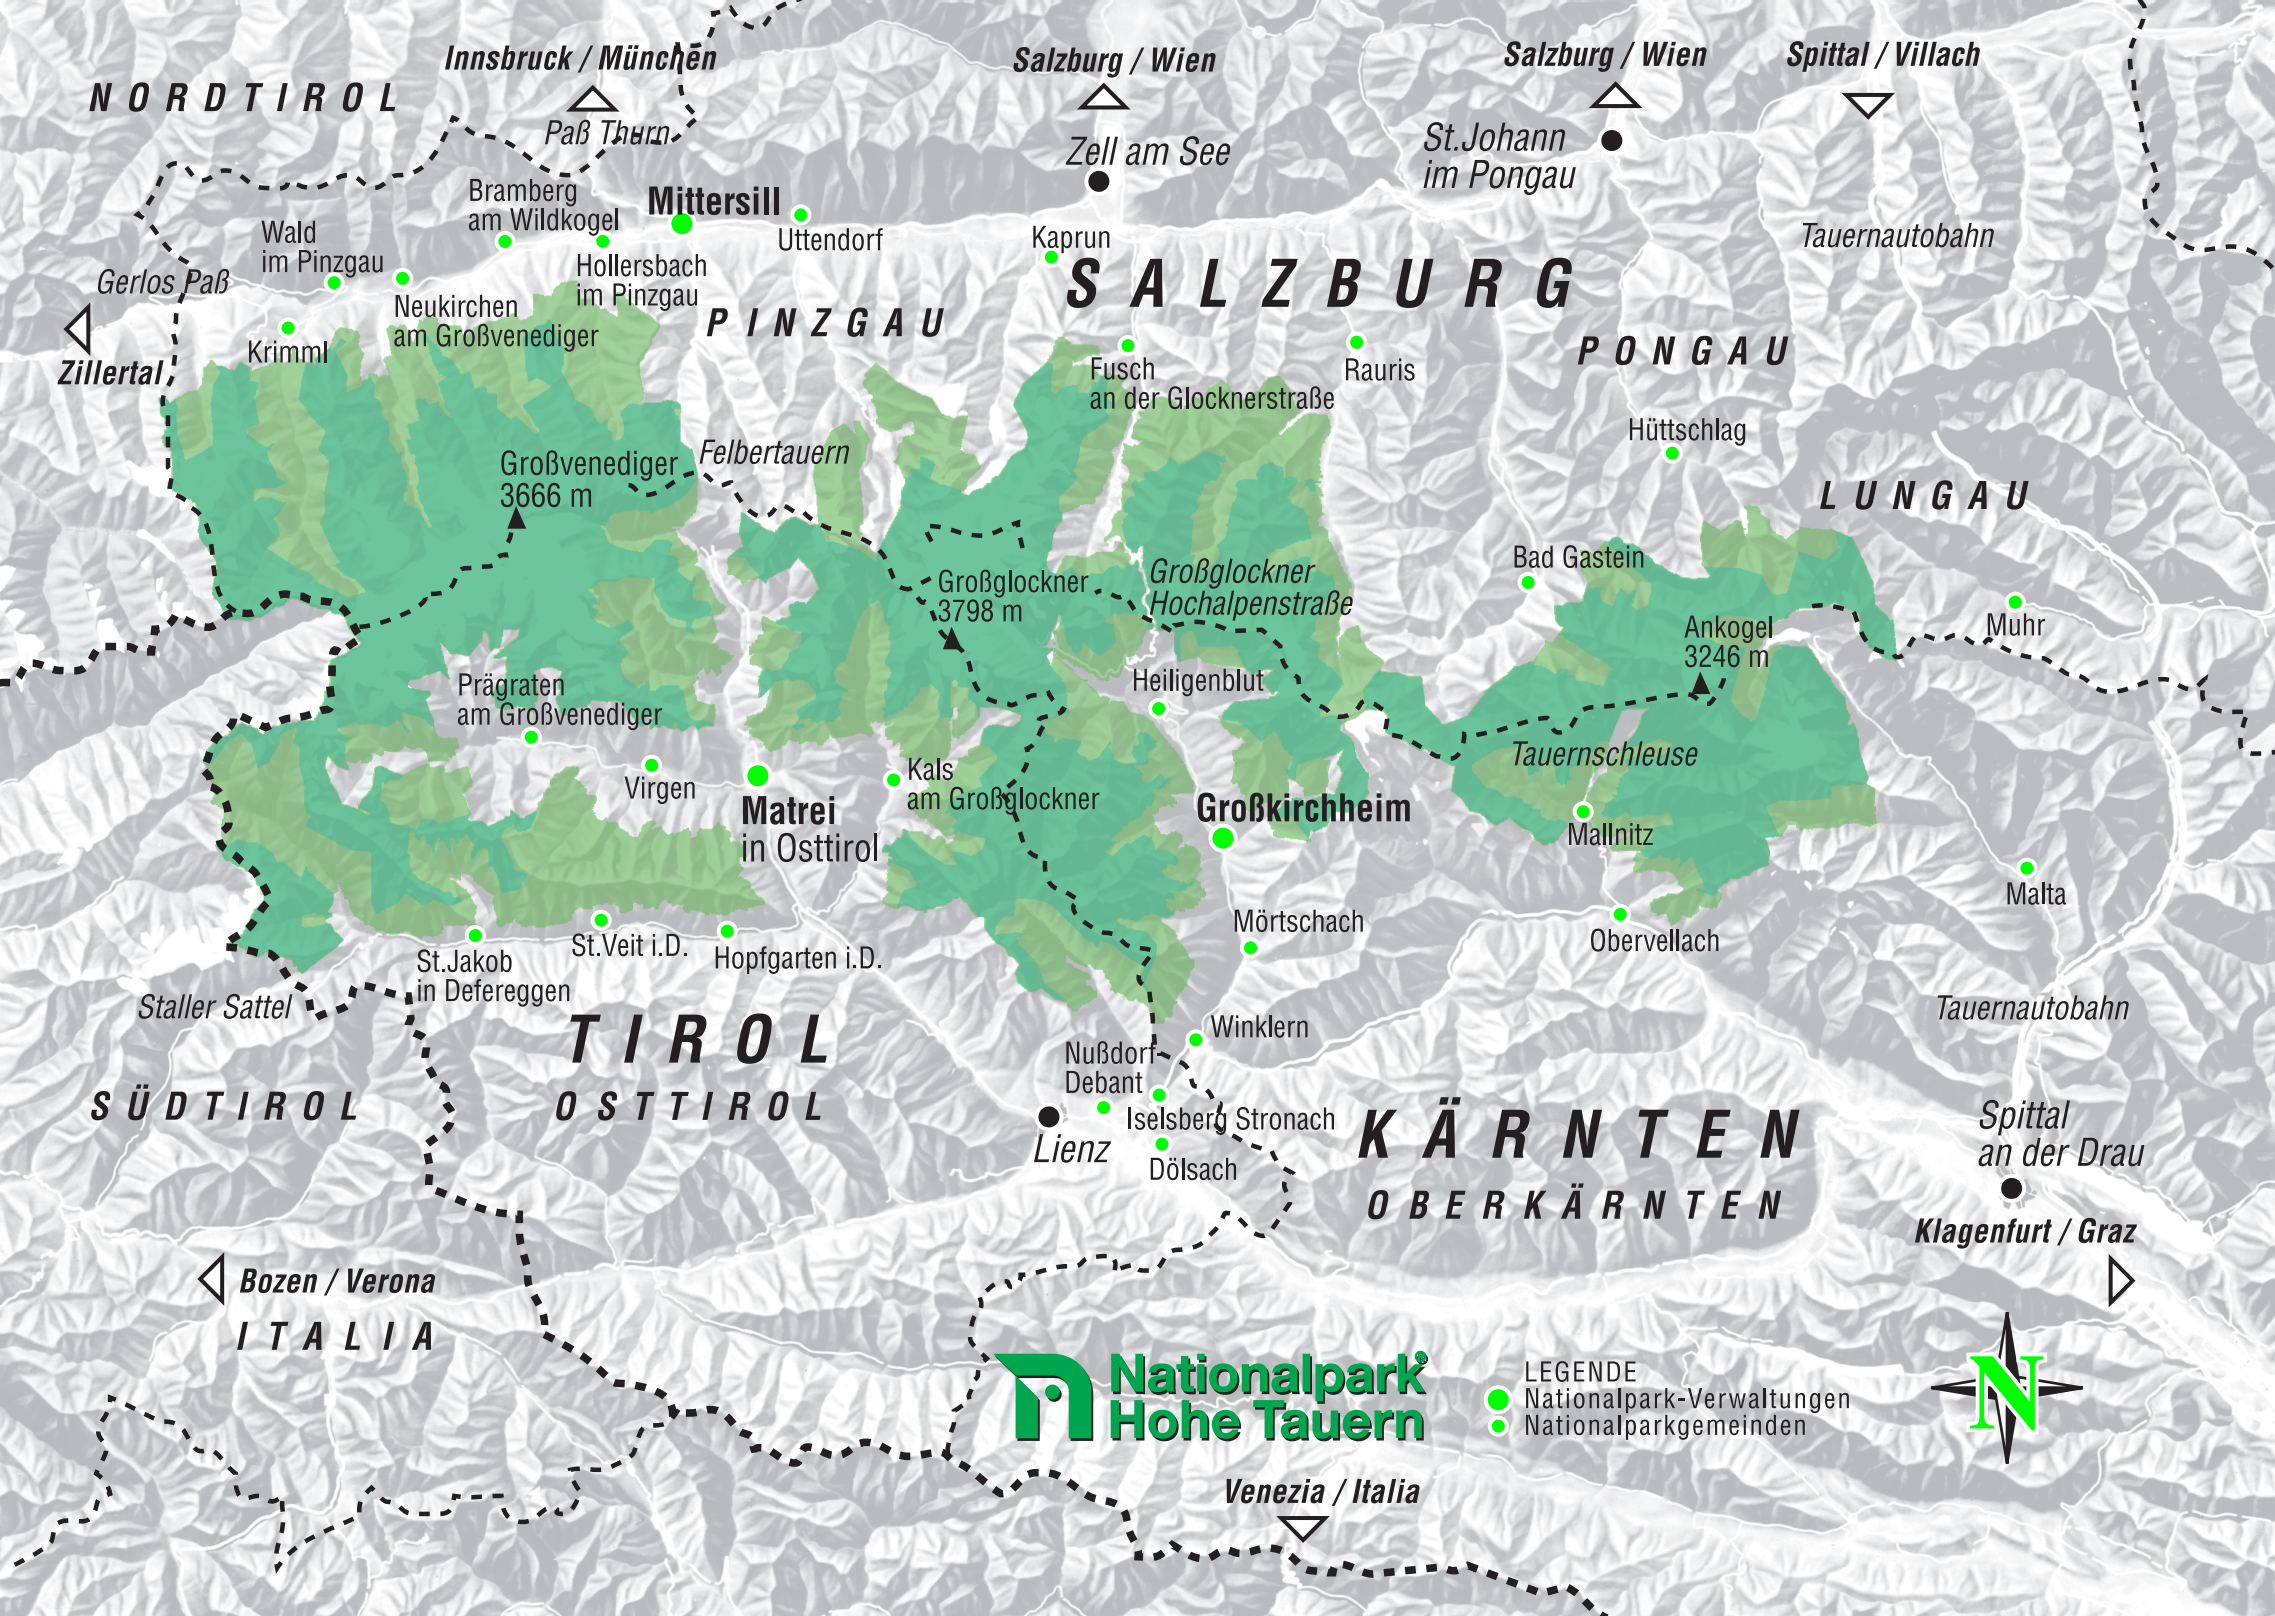 Innsbruck / München
Salzburg / Wien
Salzburg / Wien
Spittal / Villach
NORDTIROL
Paß Thurn
Zell am See
St.Johann
im Pongau
Bramberg
am Wildkogel
Mittersill
Uttendorf
Wald
im Pinzgau
Kaprun
Tauernautobahn
Gerlos Paß
Hollersbach
im Pinzgau
Neukirchen
am Großvenediger
SALZBURG
PINZGAU
Krimml
Zillertal
PONGAU
Fusch
an der Glocknerstraße
Rauris
Hüttschlag
Großvenediger
3666 m
Felbertauern
LUNGAU
Bad Gastein
Großglockner
3798 m
Großglockner
Hochalpenstraße
Ankogel
3246 m
Muhr
Prägraten
am Großvenediger
Heiligenblut
Tauernschleuse
Virgen
Kals
am Großglockner
Matrei
in Osttirol
Großkirchheim
Mallnitz
Malta
Mörtschach
Obervellach
St.Jakob
in Defereggen
St.Veit i.D.
Hopfgarten i.D.
Staller Sattel
Tauernautobahn
TIROL
OSTTIROL
SÜDTIROL
Winklern
Nußdorf-
Debant
Iselsberg Stronach
Lienz
Dölsach
KÄRNTEN
OBERKÄRNTEN
Spittal
an der Drau
Klagenfurt / Graz
Bozen / Verona
ITALIA
Nationalpark®
Hohe Tauern
LEGENDE
Nationalpark-Verwaltungen
Nationalparkgemeinden
N
Venezia / Italia